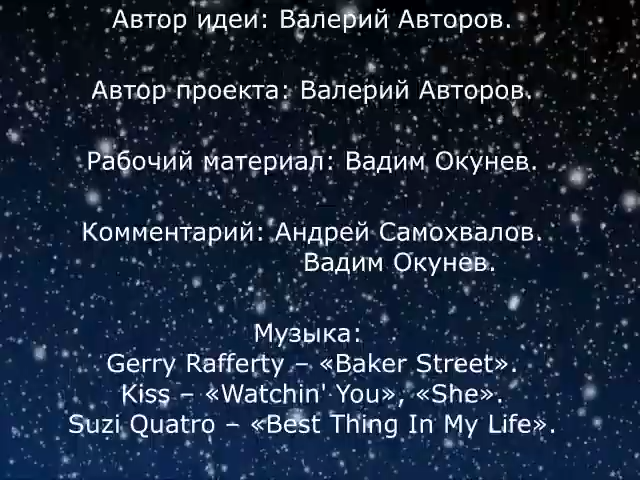 Автор идеи: Валерий Авторов.
Автор проекта: Валерий Авторов.
Рабочий материал: Вадим Окунев.
Комментарий: Андрей Самохвалов.
Вадим Окунев.
Музыка:
Gerry Rafferty – «Baker Street».
Kiss – «Watchin' You», «She».
Suzi Quatro – «Best Thing In My Life».